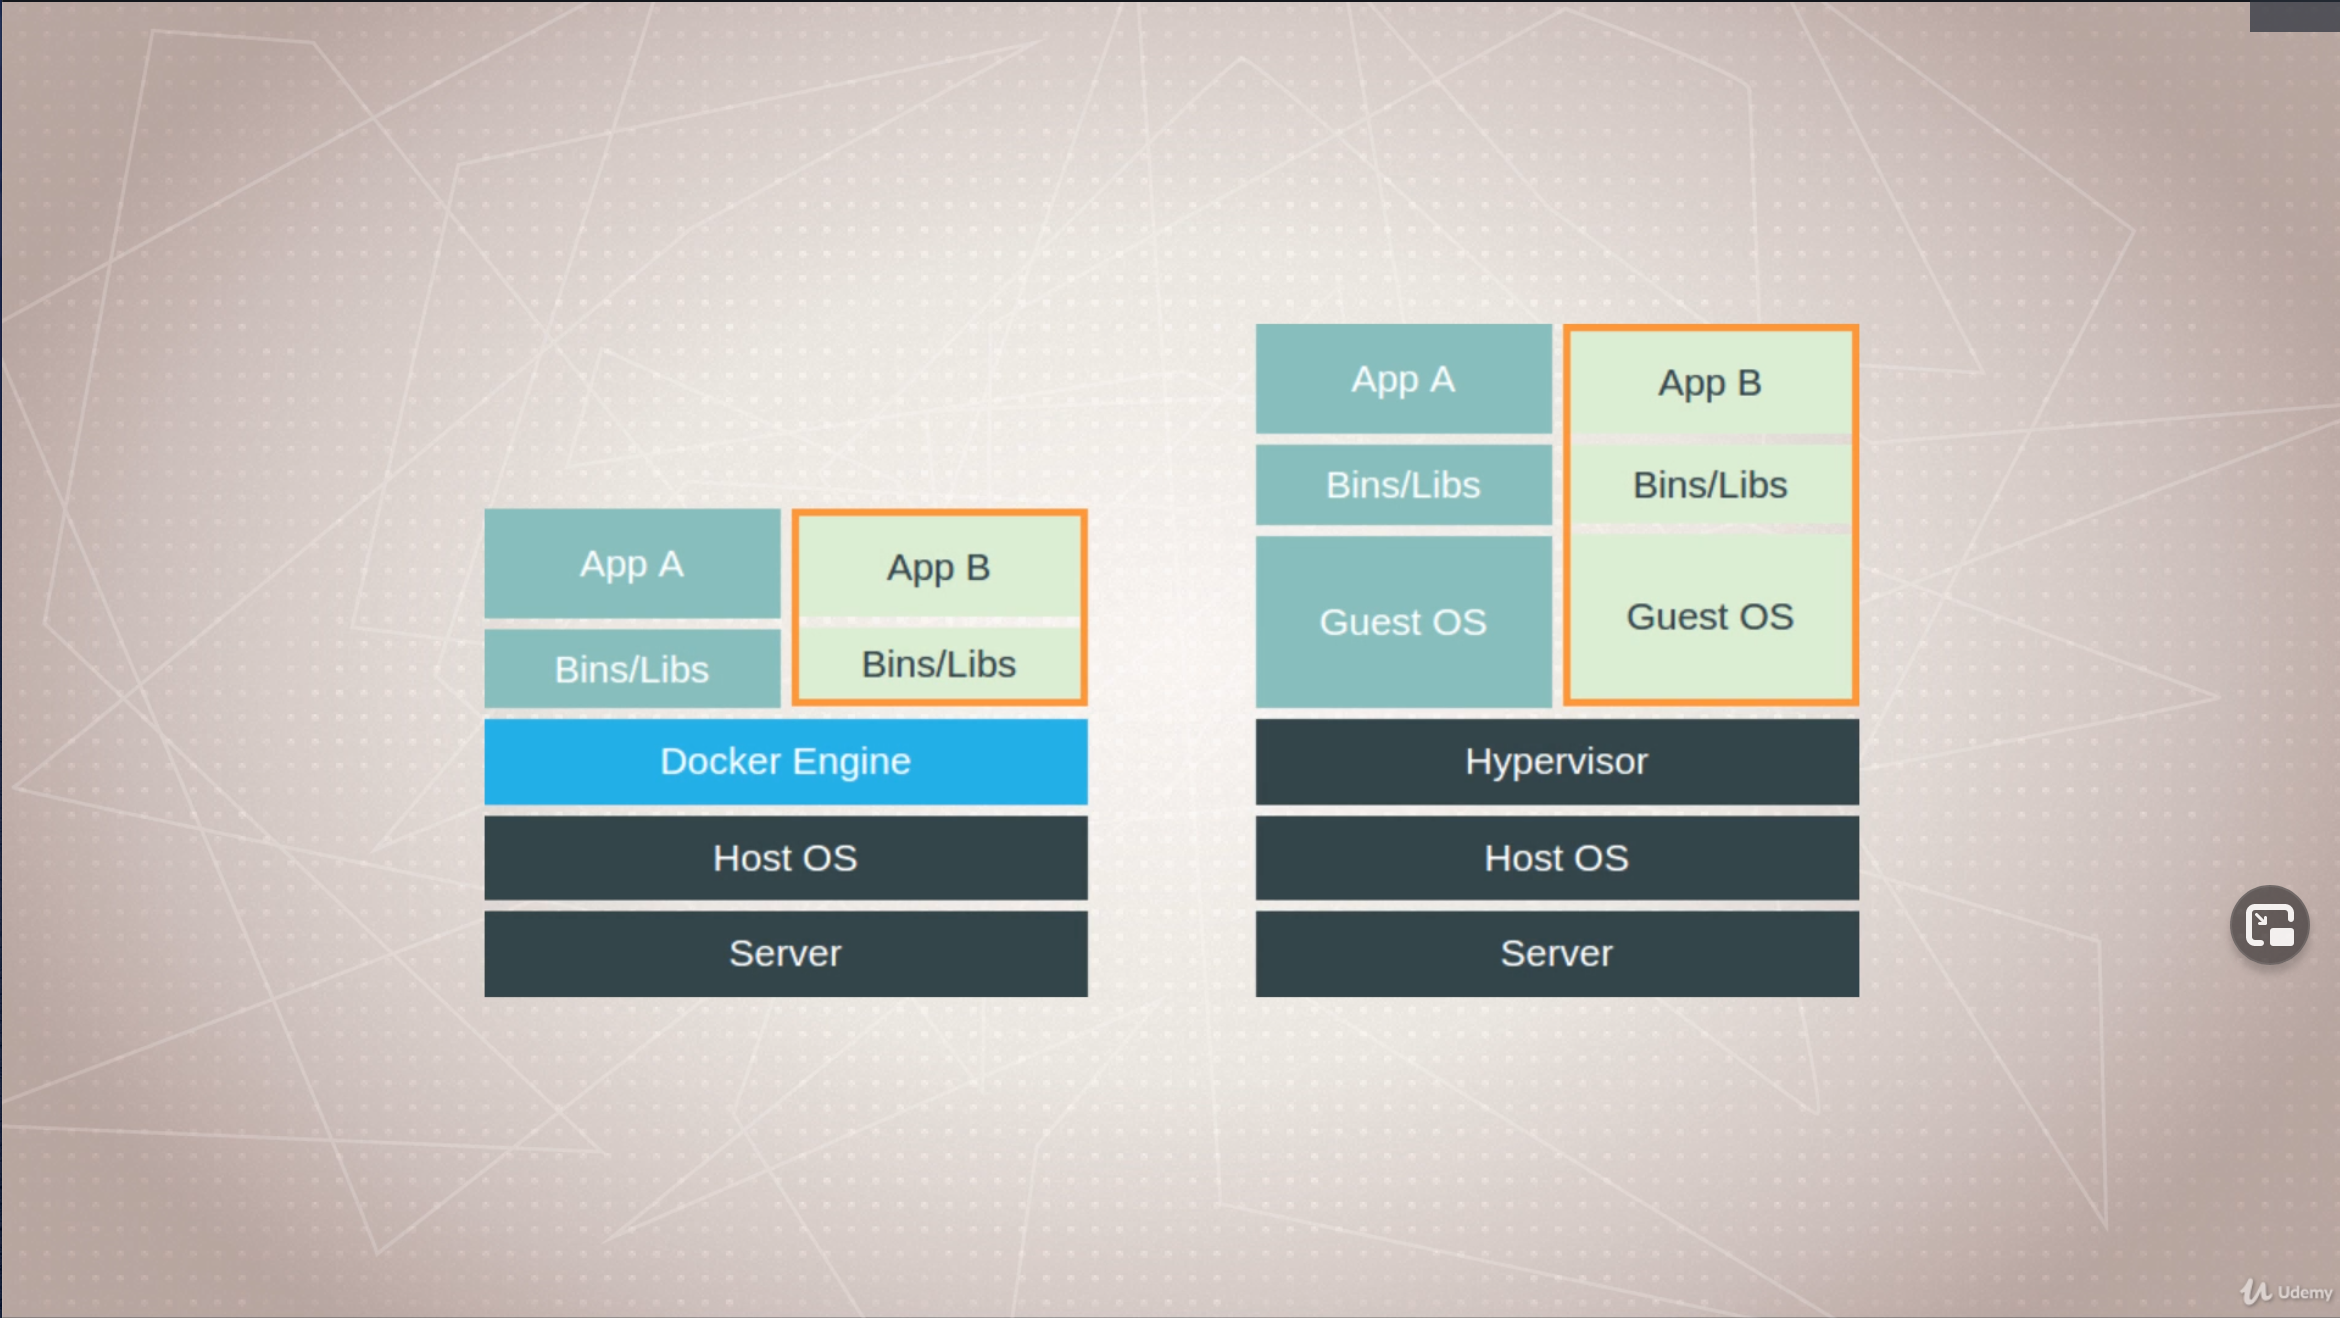 App A
App B
Bins/Libs
Bins/Libs
Docker Engine
Host OS
Server
App A
App B
Bins/Libs
Bins/Libs
Guest OS
Guest OS
Hypervisor
Host OS
Server
Udemy